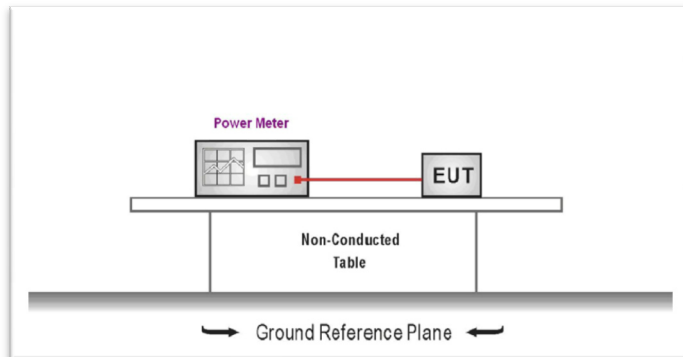 Power Meter
EUT
Non-Conducted
Table
Ground Reference Plane